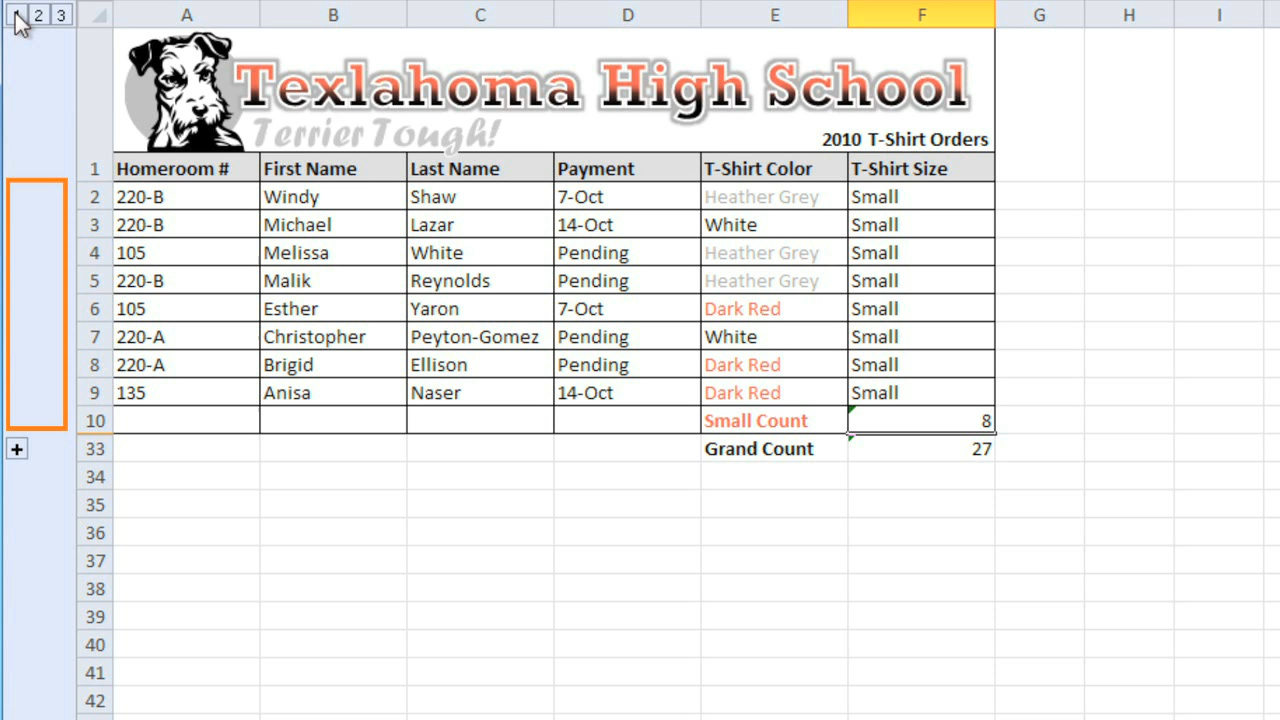 1 2 3 A B C D E F G H I
Texlahoma High School
Terrier Tough!
2010 T-Shirt Orders
1 Homeroom # First Name Last Name Payment T-Shirt Color T-Shirt Size
2 220-B Windy Shaw 7-Oct Heather Grey Small
3 220-B Michael Lazar 14-Oct White Small
4 105 Melissa White Pending Heather Grey Small
5 220-B Malik Reynolds Pending Heather Grey Small
6 105 Esther Yaron 7-Oct Dark Red Small
7 220-A Christopher Peyton-Gomez Pending White Small
8 220-A Brigid Ellison Pending Dark Red Small
9 135 Anisa Naser 14-Oct Dark Red Small
10 Small Count 8
33 Grand Count 27
34
35
36
37
38
39
40
41
42